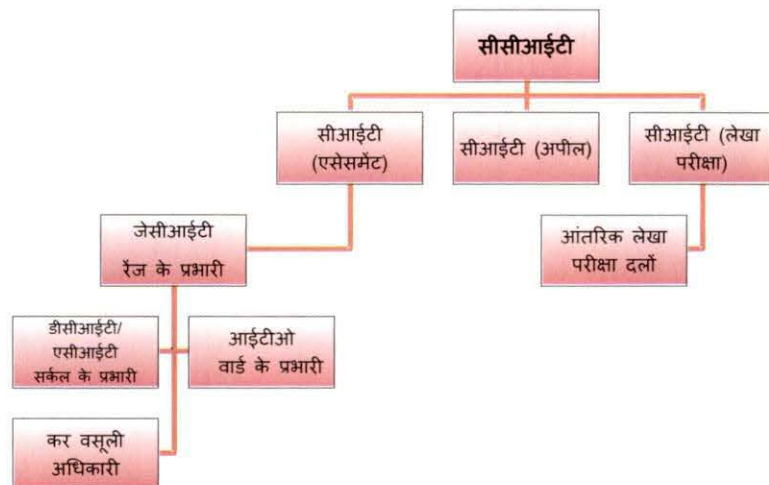 सीसीआईटी
सीआईटी
(एसेसमेंट)
सीआईटी (अपील)
सीआईटी (लेखा
परीक्षा)
जेसीआईटी
रेंज के प्रभारी
आंतरिक लेखा
परीक्षा दलों
डीसीआईटी/
एसीआईटी
सर्कल के प्रभारी
आईटीओ
वार्ड के प्रभारी
कर वसूली
अधिकारी